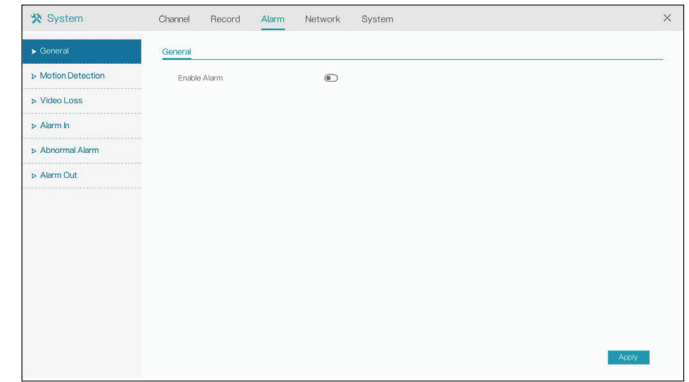 System
Channel Record Alarm Network System
General
Motion Detection
Video Loss
Alarm In
Abnormal Alarm
Alarm Out
General
Enable Alarm
Apply